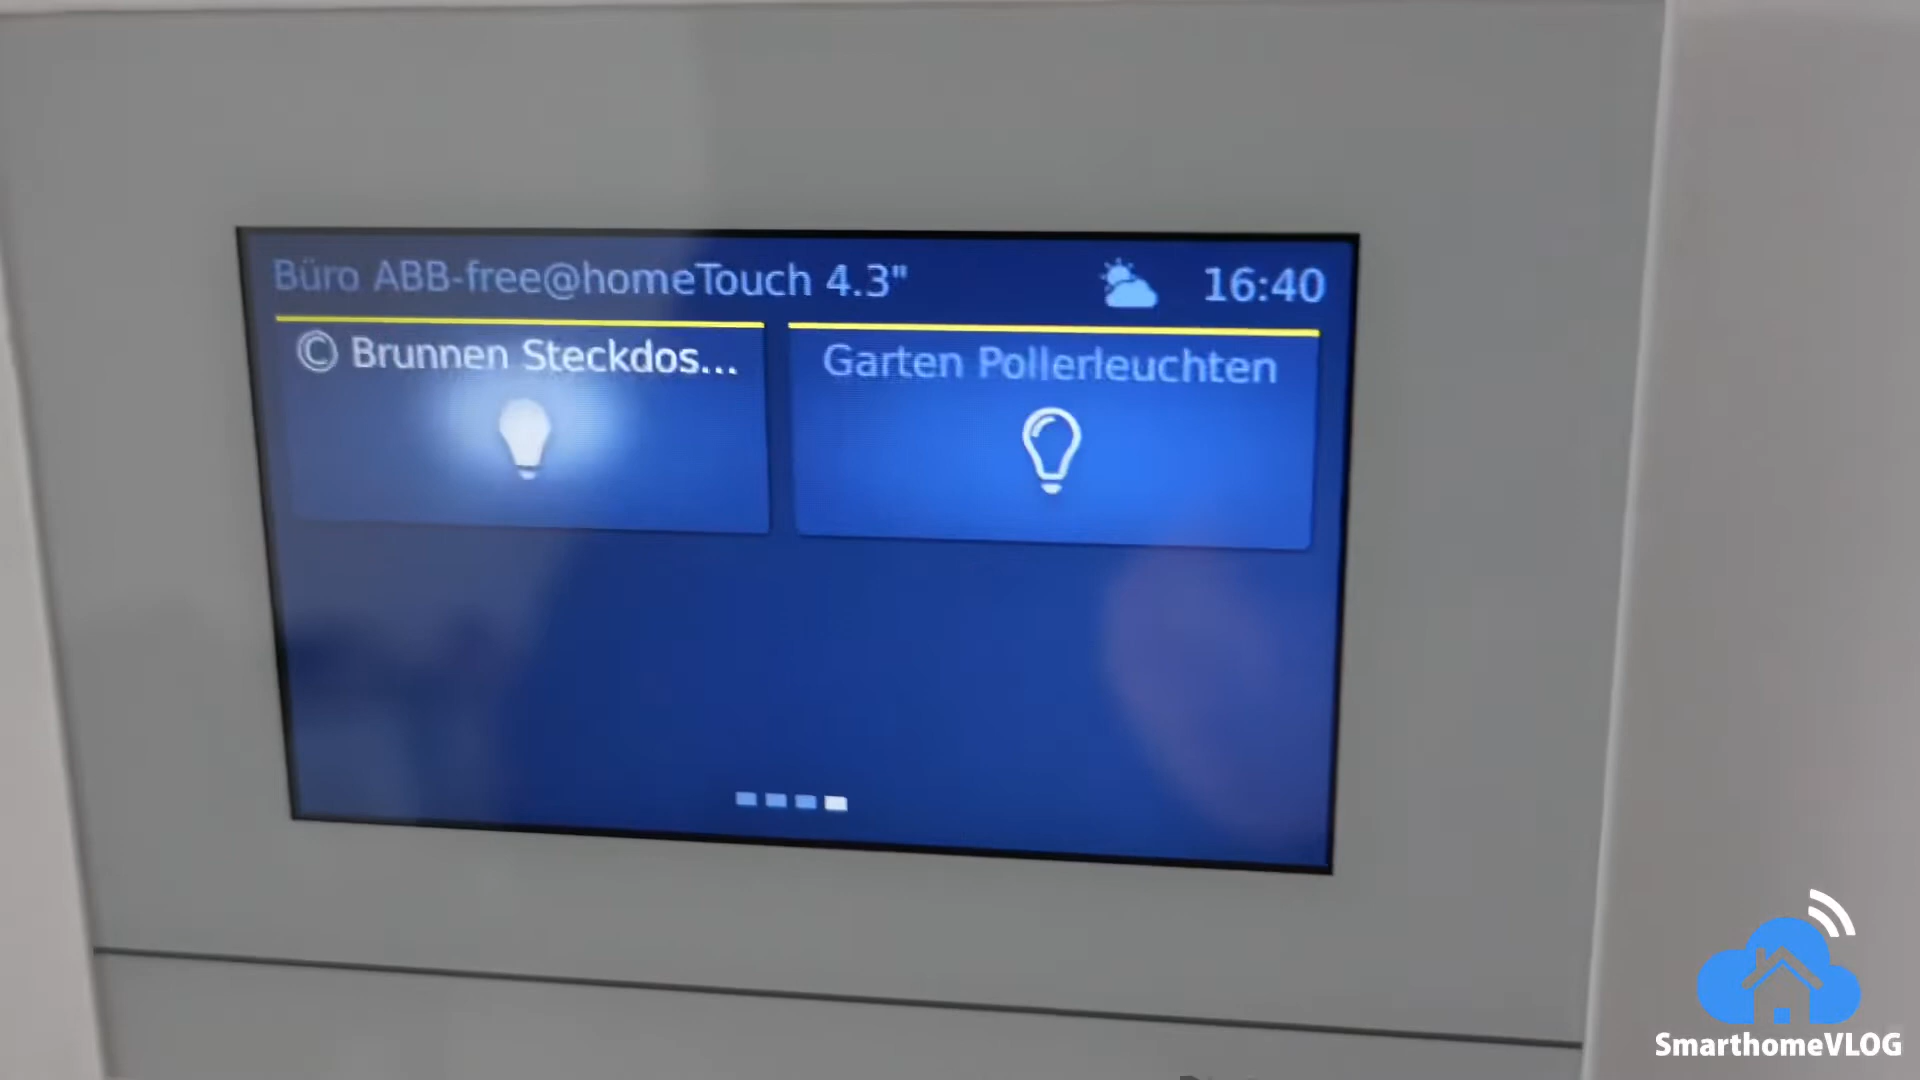 Büro ABB-free@homeTouch 4.3" 16:40
© Brunnen Steckdos... Garten Pollerleuchten
SmarthomeVLOG